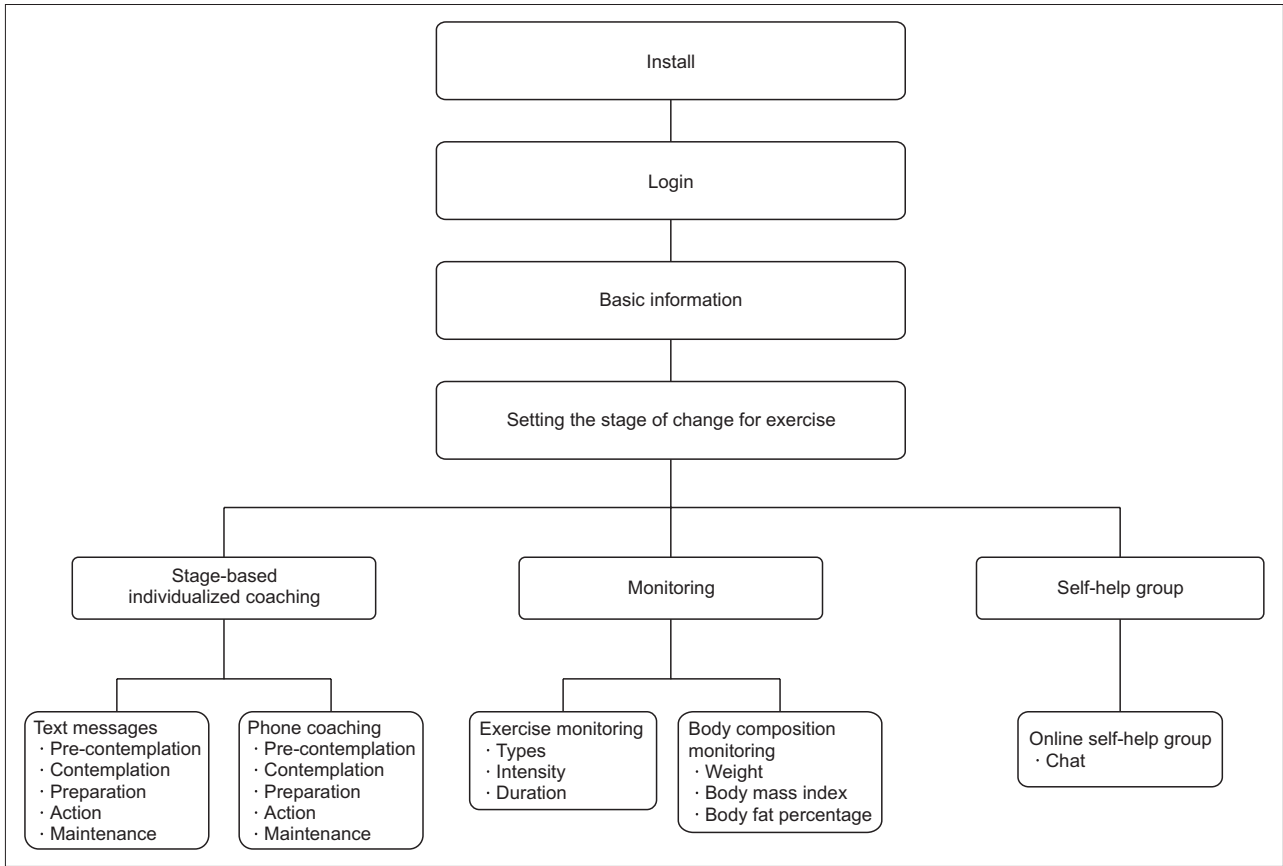 Install
Login
Basic information
Setting the stage of change for exercise
Stage-based
individualized coaching
Monitoring
Self-help group
Text messages
· Pre-contemplation
· Contemplation
· Preparation
· Action
· Maintenance
Phone coaching
· Pre-contemplation
· Contemplation
· Preparation
· Action
· Maintenance
Exercise monitoring
· Types
· Intensity
· Duration
Body composition
monitoring
· Weight
· Body mass index
· Body fat percentage
Online self-help group
· Chat